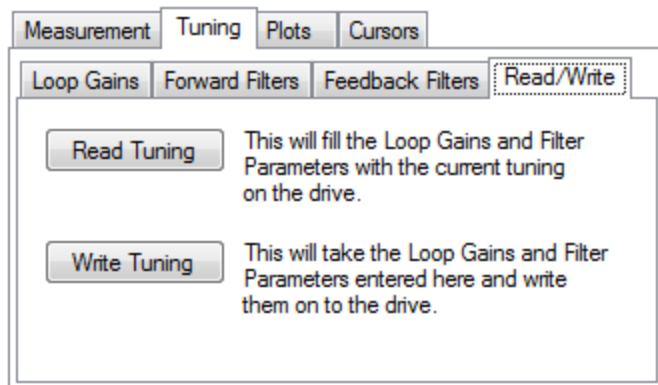 Measurement Tuning Plots Cursors
Loop Gains Forward Filters Feedback Filters Read/Write
Read Tuning
This will fill the Loop Gains and Filter
Parameters with the current tuning
on the drive.
Write Tuning
This will take the Loop Gains and Filter
Parameters entered here and write
them on to the drive.